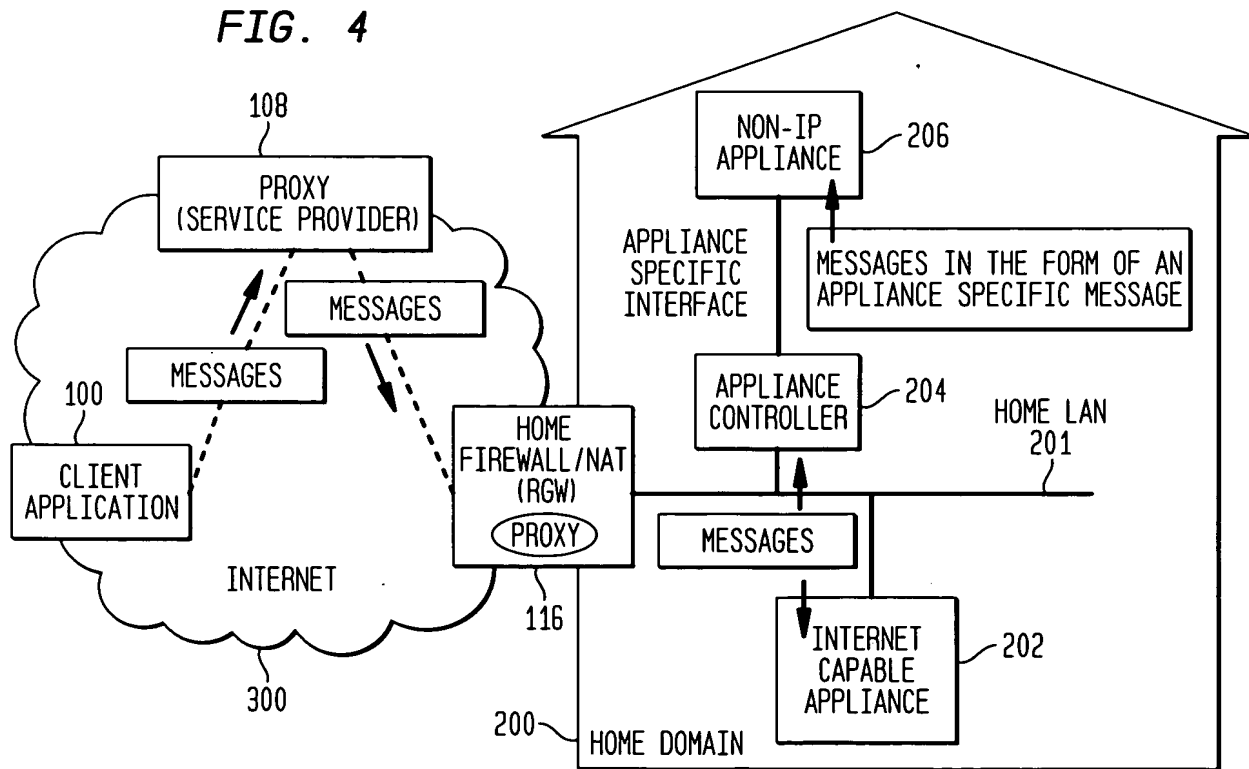 FIG. 4
108
PROXY
(SERVICE PROVIDER)
MESSAGES
MESSAGES
100
CLIENT
APPLICATION
INTERNET
300
HOME
FIREWALL/NAT
(RGW)
PROXY
116
NON-IP
APPLIANCE
206
APPLIANCE
SPECIFIC
INTERFACE
MESSAGES IN THE FORM OF AN
APPLIANCE SPECIFIC MESSAGE
APPLIANCE
CONTROLLER
204
HOME LAN
201
MESSAGES
INTERNET
CAPABLE
APPLIANCE
202
200
HOME DOMAIN